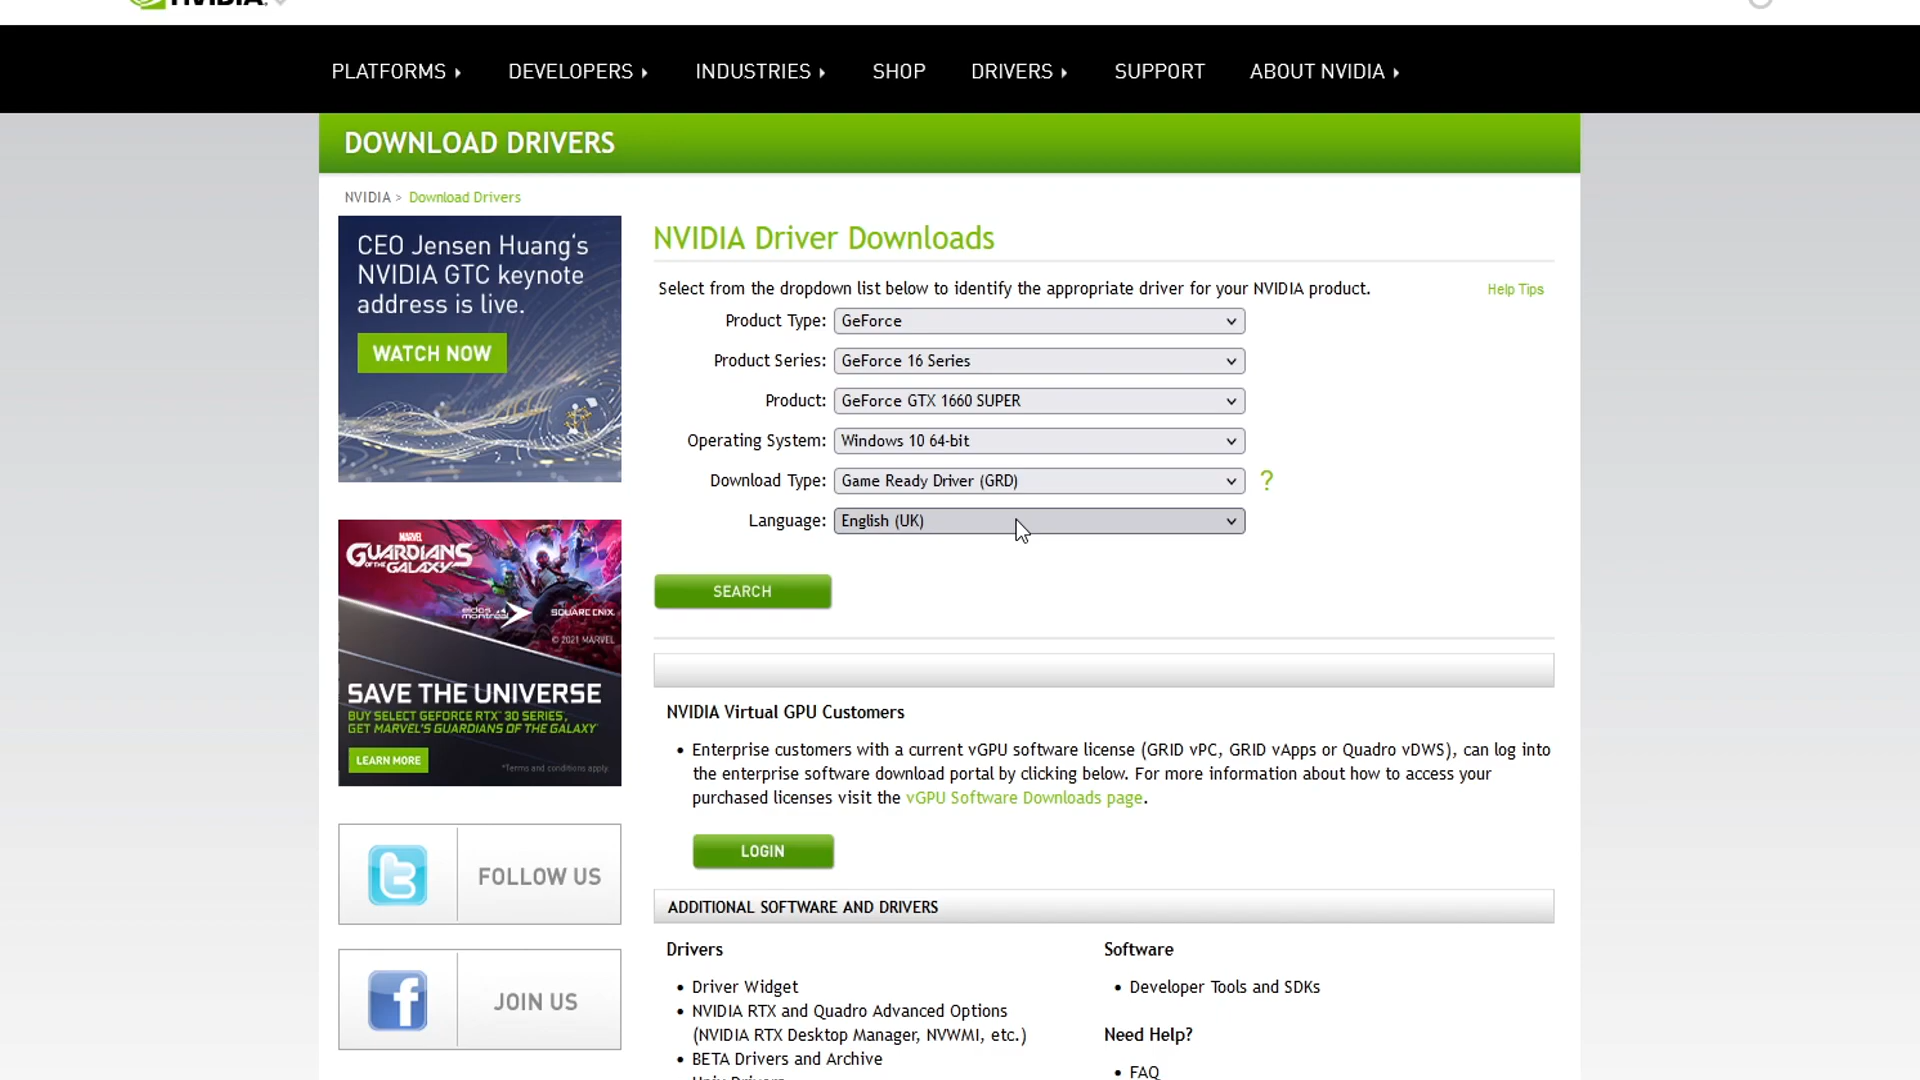 NVIDIA.
PLATFORMS
DEVELOPERS
INDUSTRIES
SHOP
DRIVERS
SUPPORT
ABOUT NVIDIA
DOWNLOAD DRIVERS
NVIDIA > Download Drivers
CEO Jensen Huang's
NVIDIA GTC keynote
address is live.
WATCH NOW
MARVEL
GUARDIANS
OF THE GALAXY
eidos
montréal
SQUARE ENIX.
© 2021 MARVEL
SAVE THE UNIVERSE
BUY SELECT GEFORCE RTX™ 30 SERIES,
GET MARVEL'S GUARDIANS OF THE GALAXY
LEARN MORE
*Terms and conditions apply.
FOLLOW US
JOIN US
NVIDIA Driver Downloads
Select from the dropdown list below to identify the appropriate driver for your NVIDIA product.
Help Tips
Product Type: GeForce
Product Series: GeForce 16 Series
Product: GeForce GTX 1660 SUPER
Operating System: Windows 10 64-bit
Download Type: Game Ready Driver (GRD) ?
Language: English (UK)
SEARCH
NVIDIA Virtual GPU Customers
• Enterprise customers with a current vGPU software license (GRID vPC, GRID vApps or Quadro vDWS), can log into
the enterprise software download portal by clicking below. For more information about how to access your
purchased licenses visit the vGPU Software Downloads page.
LOGIN
ADDITIONAL SOFTWARE AND DRIVERS
Drivers
• Driver Widget
• NVIDIA RTX and Quadro Advanced Options
(NVIDIA RTX Desktop Manager, NVWMI, etc.)
• BETA Drivers and Archive
Unix Drivers
Software
• Developer Tools and SDKs
Need Help?
• FAQ